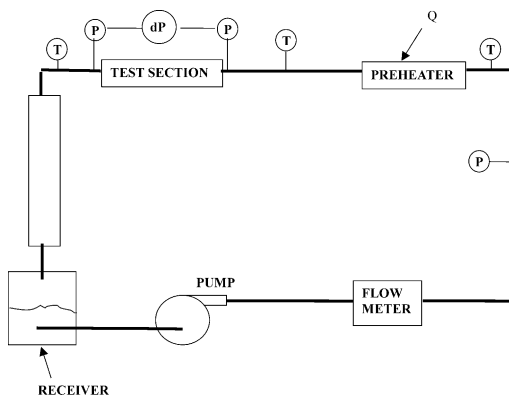 Q
P
dP
P
T
T
T
TEST SECTION
PREHEATER
P
PUMP
FLOW
METER
RECEIVER